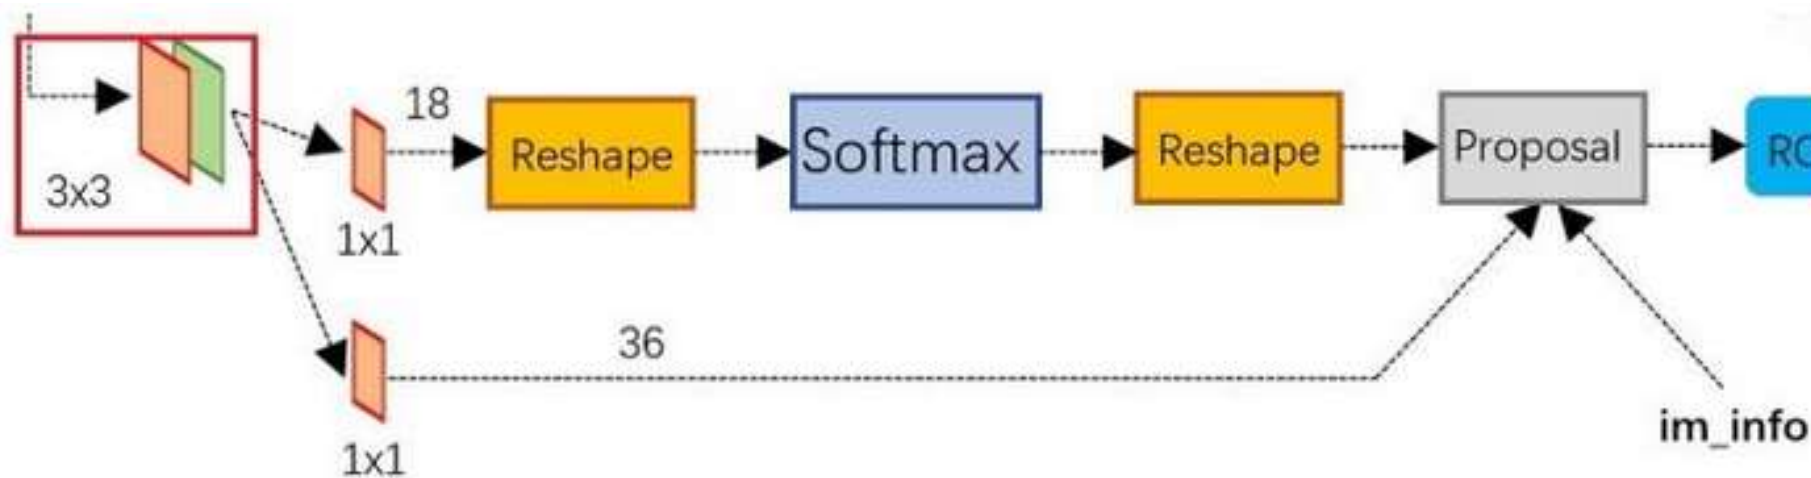 18
Reshape
Softmax
Reshape
Proposal
3x3
1x1
36
1x1
im_info